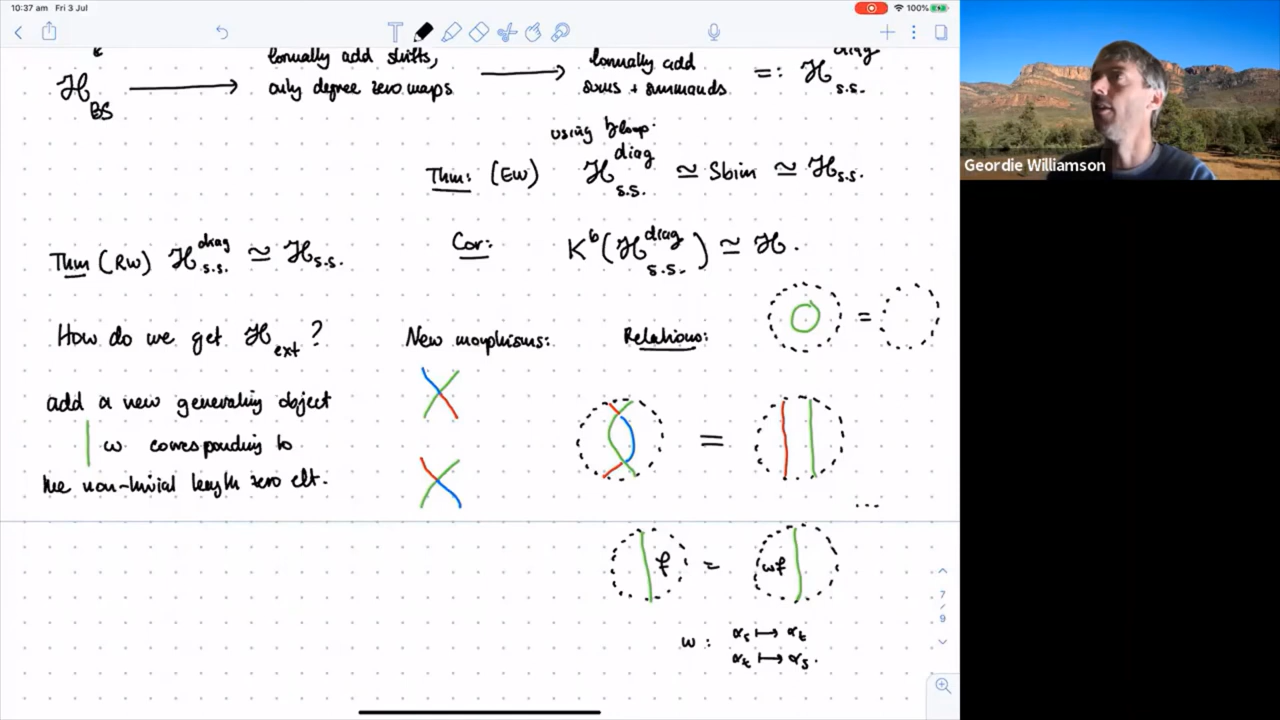 10:37 am Fri 3 Jul
100%
Geordie Williamson
formally add shifts,
only degree zero maps
formally add
sums + summands
ℋ_BS ⟶ ⟶ =: ℋ^diag_s.s.
using
Thm: (EW) ℋ^diag_s.s. ≃ Sbim ≃ ℋ_s.s.
Thm (RW) ℋ^diag_s.s. ≃ ℋ_s.s.
Cor: K^b(ℋ^diag_s.s.) ≃ ℋ.
How do we get ℋ_ext?
New morphisms:
Relations:
=
add a new generating object
| ω corresponding to
the non-trivial length zero elt.
=
...
f = ωf
ω: α_s ↦ α_t
α_t ↦ α_s.
7
/
9